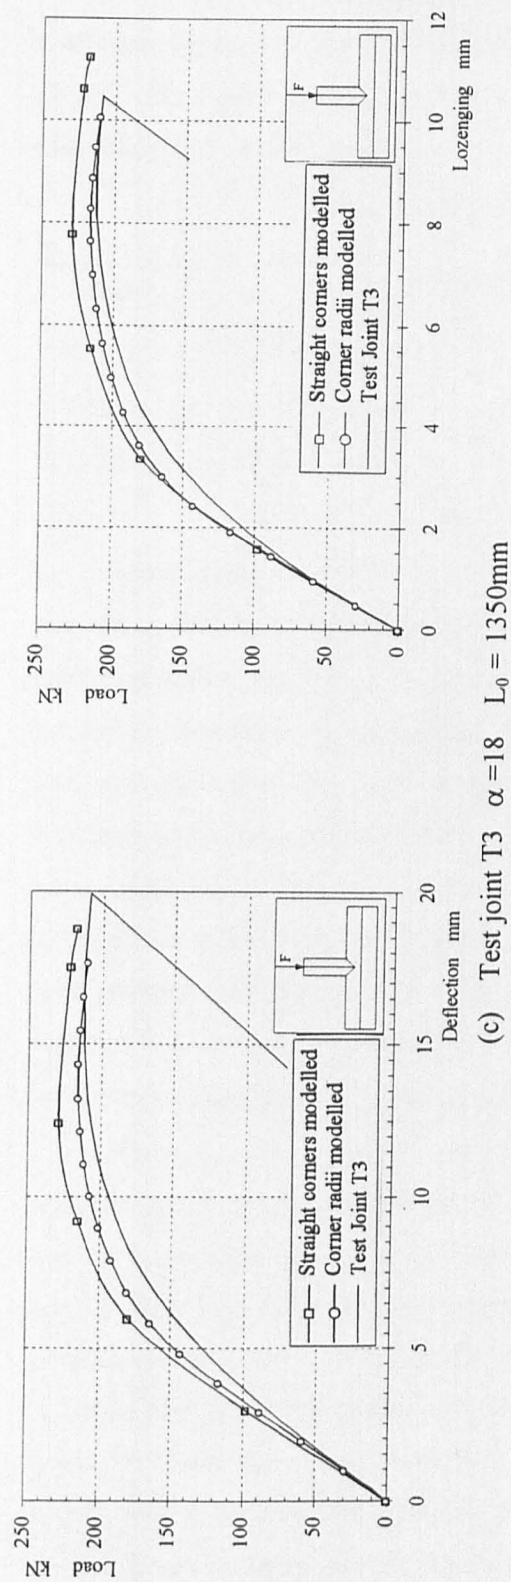 250
200
150
100
50
0
Load kN
0
5
10
15
20
Deflection mm
F
Straight corners modelled
Corner radii modelled
Test Joint T3
250
200
150
100
50
0
Load kN
0
2
4
6
8
10
12
Lozenging mm
F
Straight corners modelled
Corner radii modelled
Test Joint T3
(c) Test joint T3 α=18 L₀ = 1350mm